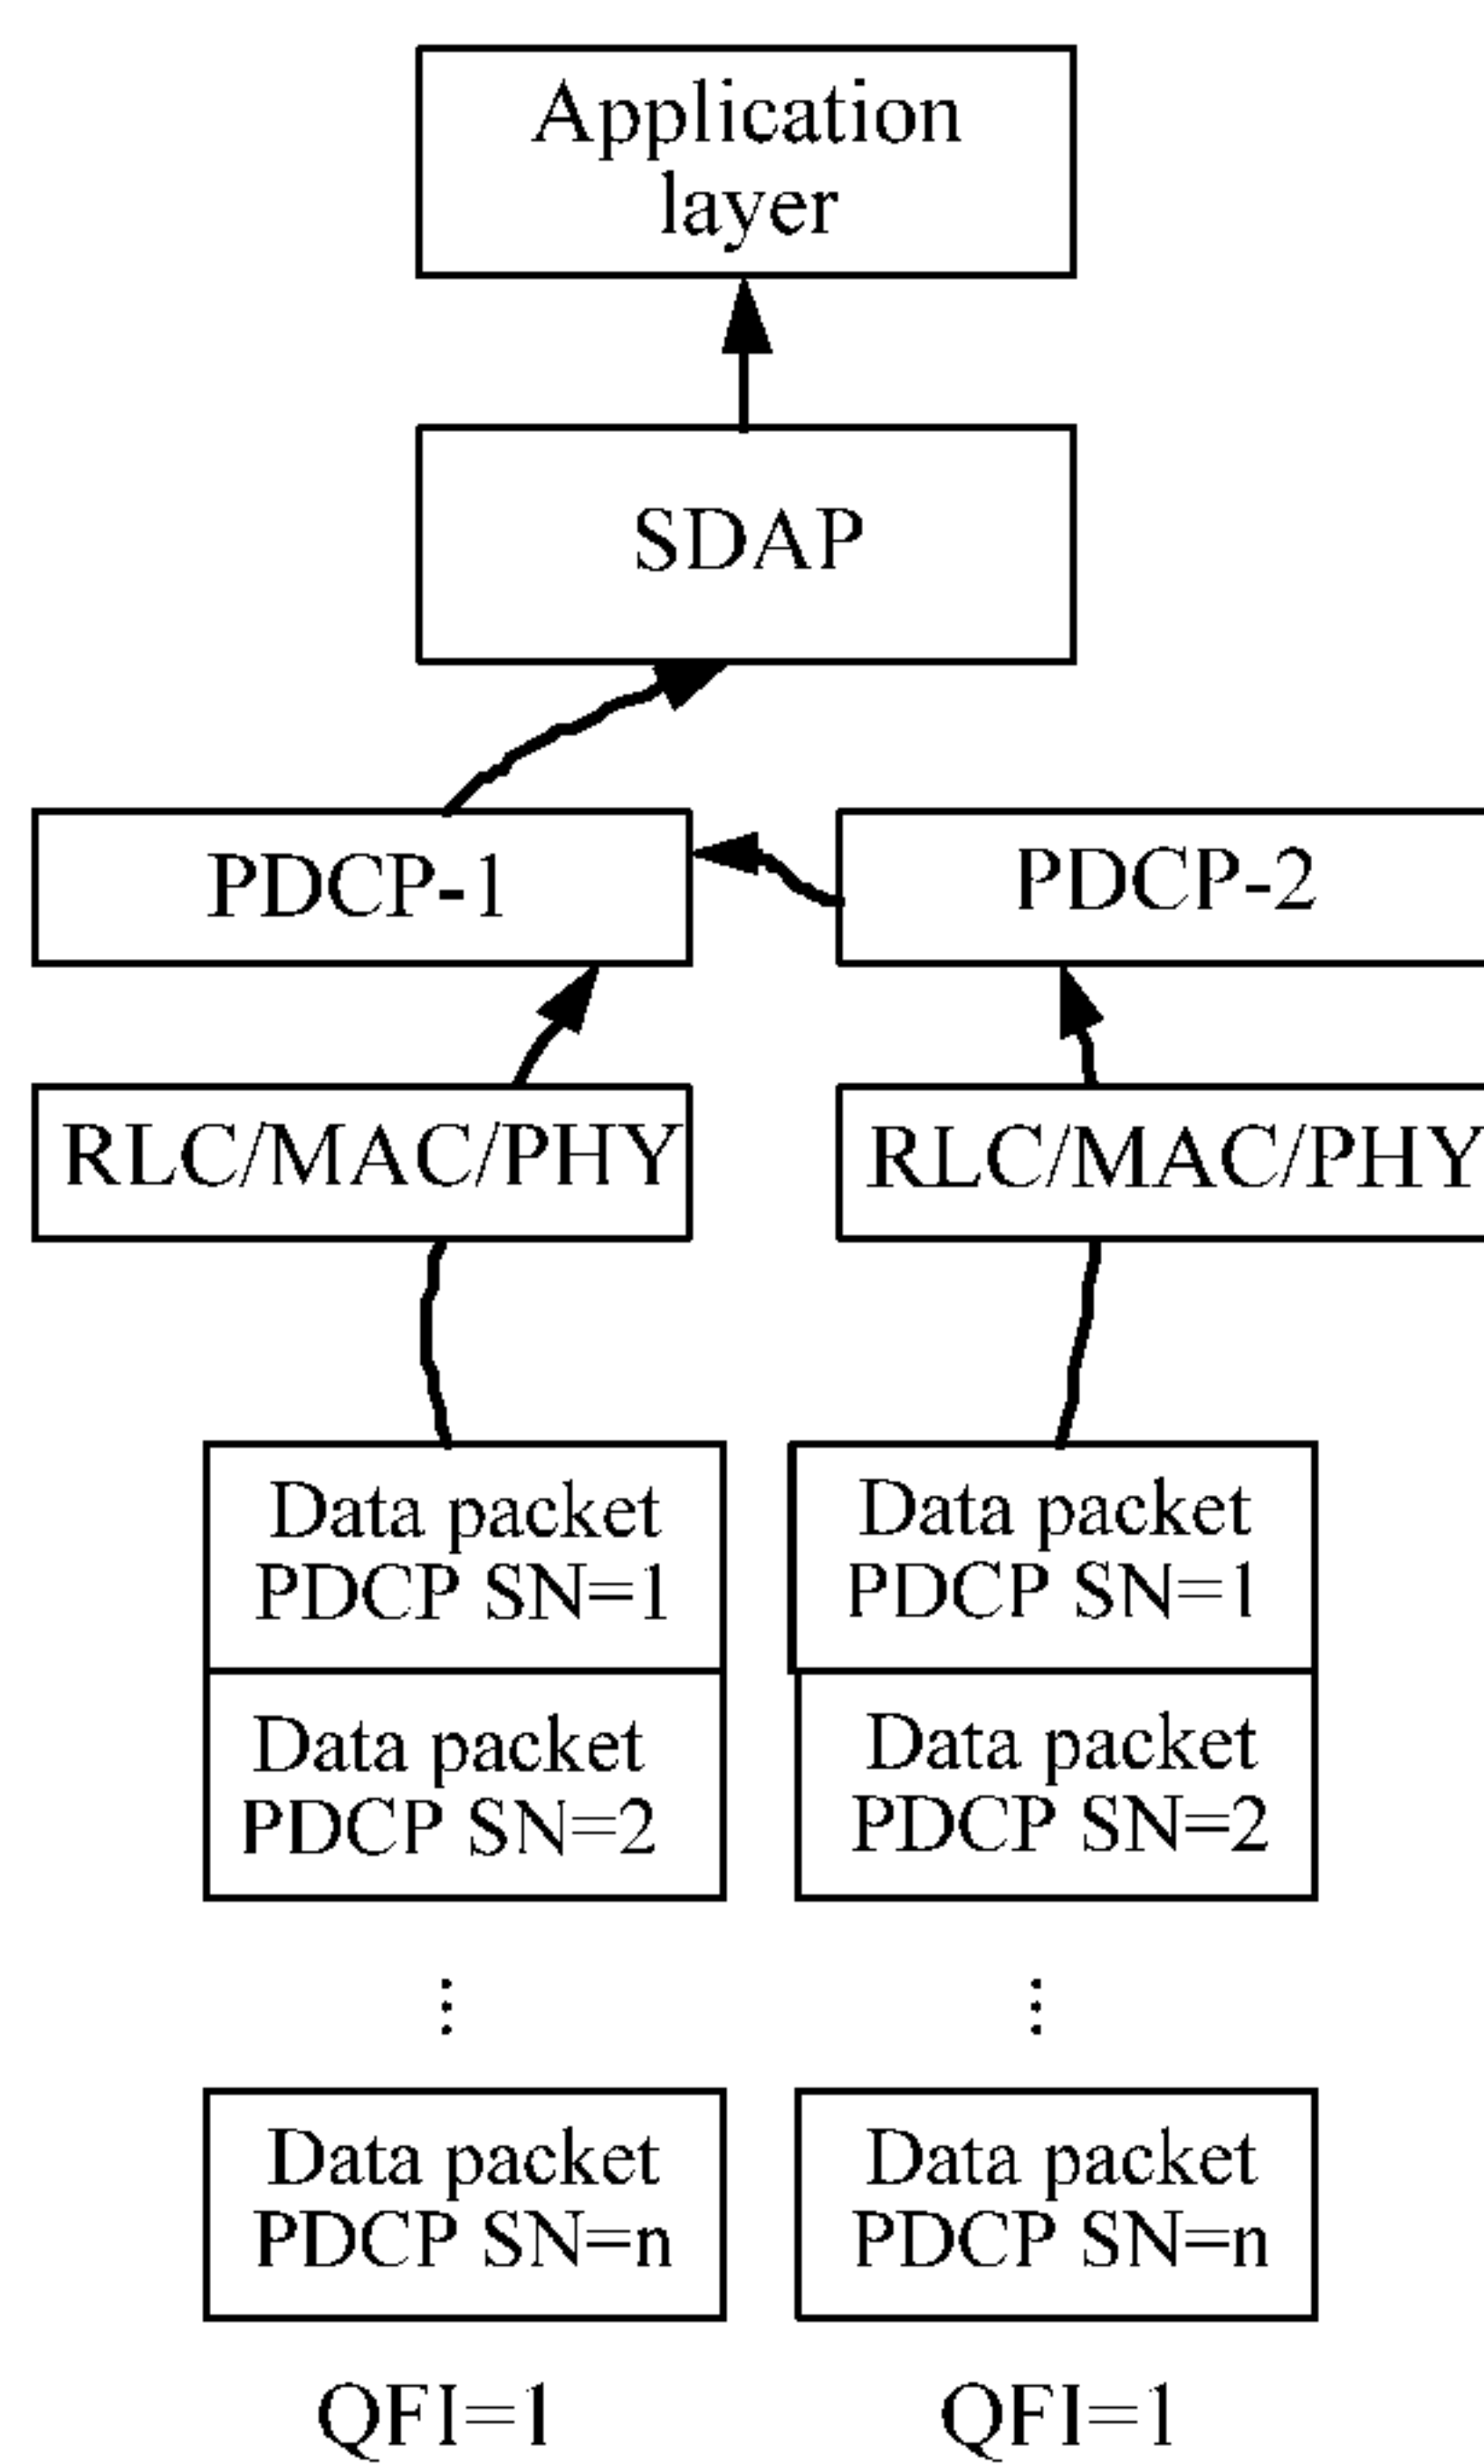 Application
layer
SDAP
PDCP-1
PDCP-2
RLC/MAC/PHY
RLC/MAC/PHY
Data packet
PDCP SN=1
Data packet
PDCP SN=1
Data packet
PDCP SN=2
Data packet
PDCP SN=2
Data packet
PDCP SN=n
Data packet
PDCP SN=n
QFI=1
QFI=1